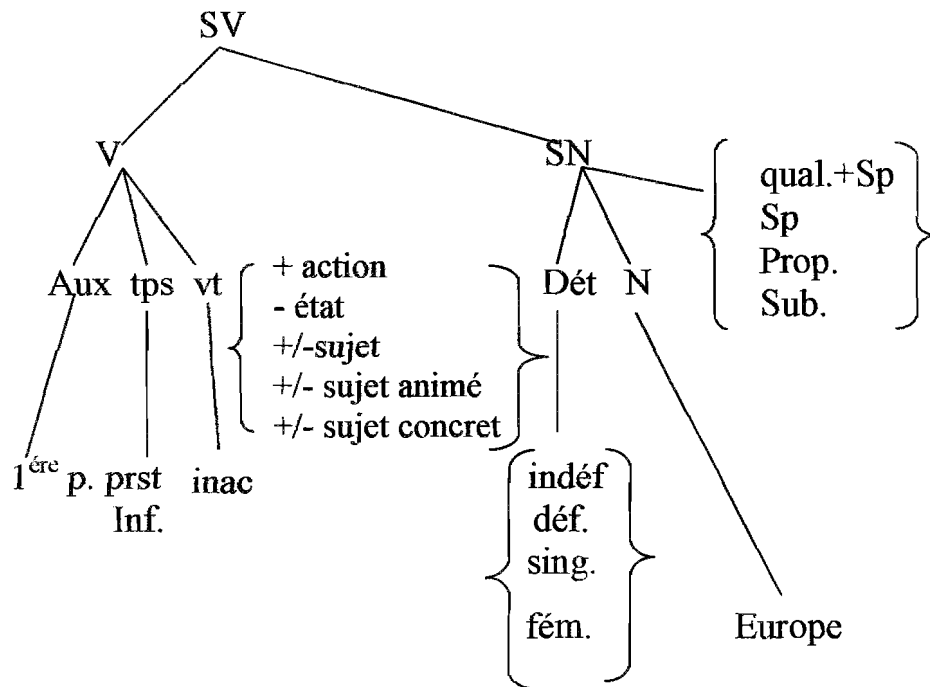 SV
V
SN
qual.+Sp
Sp
Prop.
Sub.
Aux tps vt
+ action
- état
+/-sujet
+/- sujet animé
+/- sujet concret
Dét N
1ére p. prst
Inf.
inac
indéf
déf.
sing.
fém.
Europe